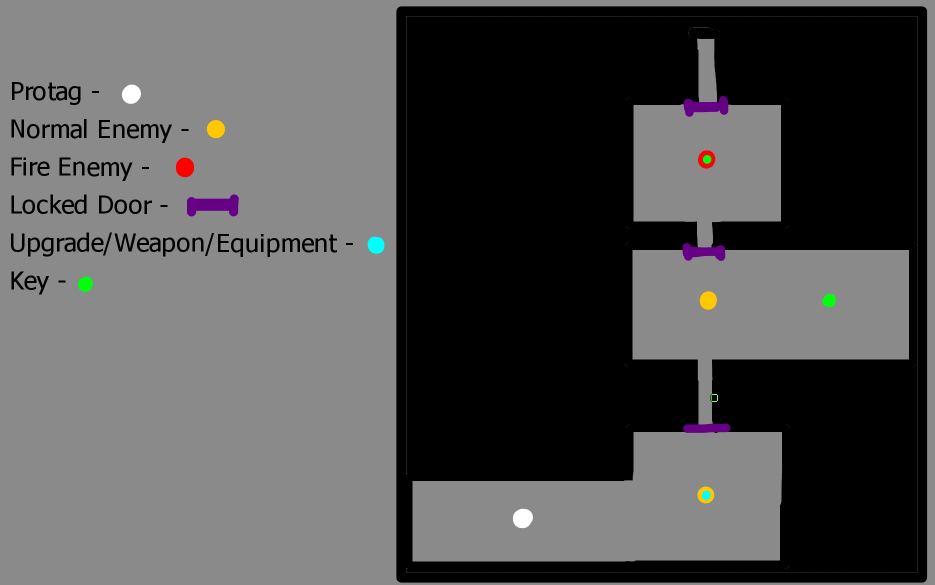 Protag -
Normal Enemy -
Fire Enemy -
Locked Door -
Upgrade/Weapon/Equipment -
Key -